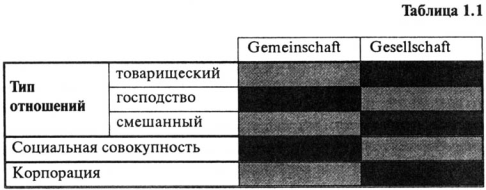 Таблица 1.1
Gemeinschaft Gesellschaft
Тип отношений товарищеский
господство
смешанный
Социальная совокупность
Корпорация